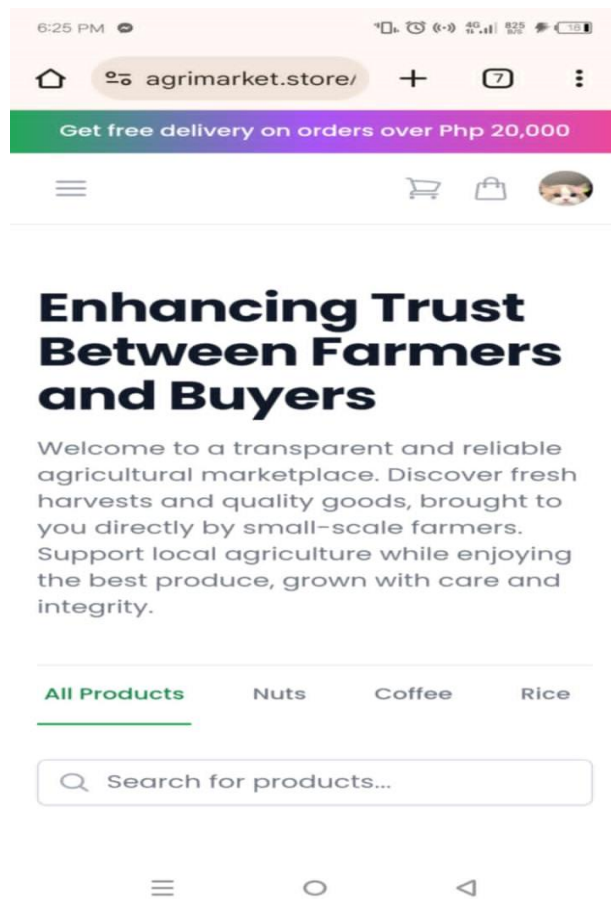 6:25 PM
4G 825 B/S 18
agrimarket.store/ 7
Get free delivery on orders over Php 20,000
Enhancing Trust
Between Farmers
and Buyers
Welcome to a transparent and reliable
agricultural marketplace. Discover fresh
harvests and quality goods, brought to
you directly by small-scale farmers.
Support local agriculture while enjoying
the best produce, grown with care and
integrity.
All Products Nuts Coffee Rice
Search for products...